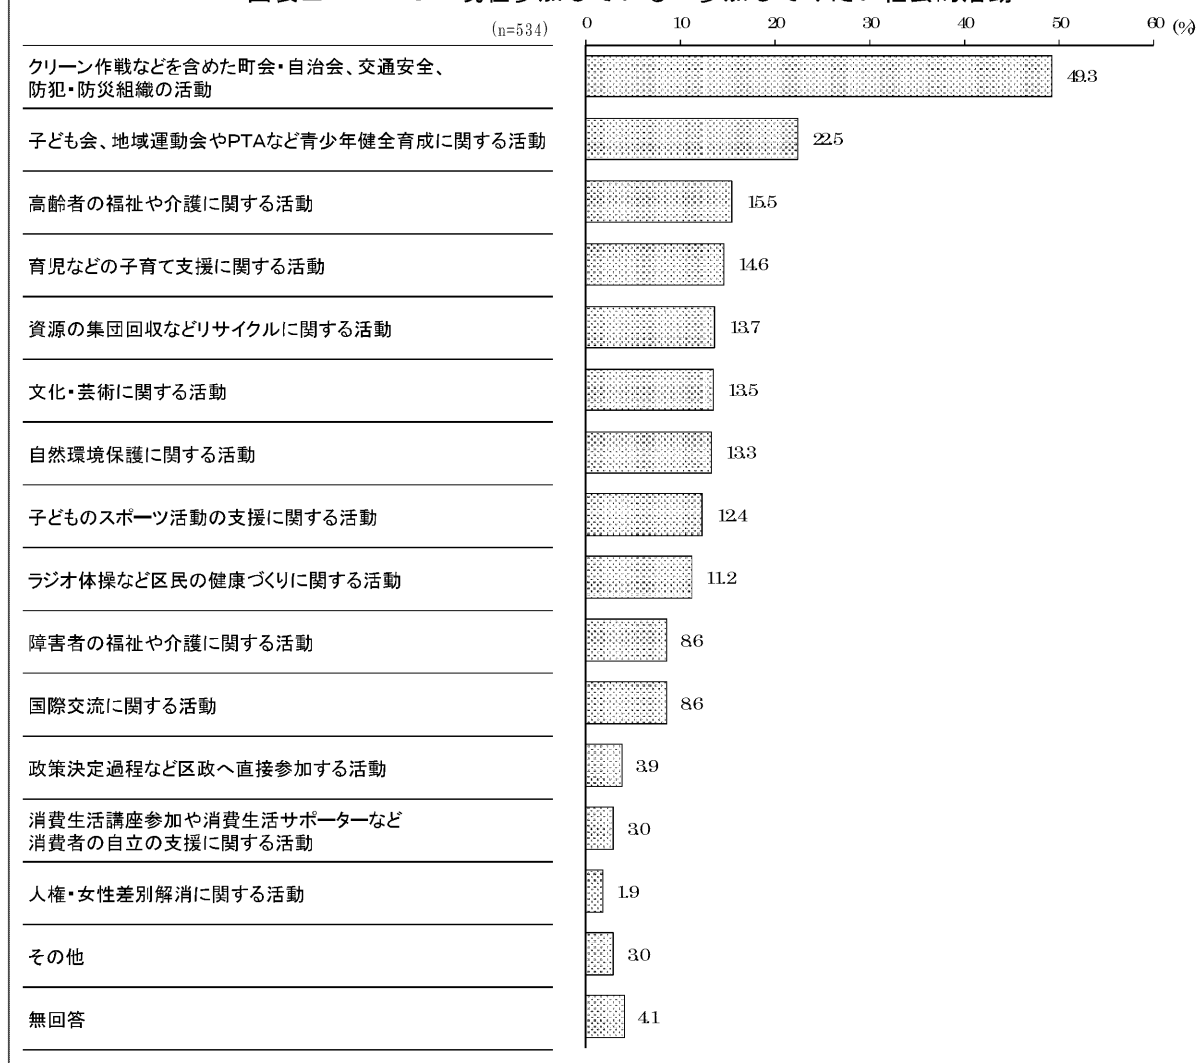 (n=534)
0 10 20 30 40 50 60 (%)
クリーン作戦などを含めた町会・自治会、交通安全、
防犯・防災組織の活動
49.3
子ども会、地域運動会やPTAなど青少年健全育成に関する活動
22.5
高齢者の福祉や介護に関する活動
15.5
育児などの子育て支援に関する活動
14.6
資源の集団回収などリサイクルに関する活動
13.7
文化・芸術に関する活動
13.5
自然環境保護に関する活動
13.3
子どものスポーツ活動の支援に関する活動
12.4
ラジオ体操など区民の健康づくりに関する活動
11.2
障害者の福祉や介護に関する活動
8.6
国際交流に関する活動
8.6
政策決定過程など区政へ直接参加する活動
3.9
消費生活講座参加や消費生活サポーターなど
消費者の自立の支援に関する活動
3.0
人権・女性差別解消に関する活動
1.9
その他
3.0
無回答
4.1